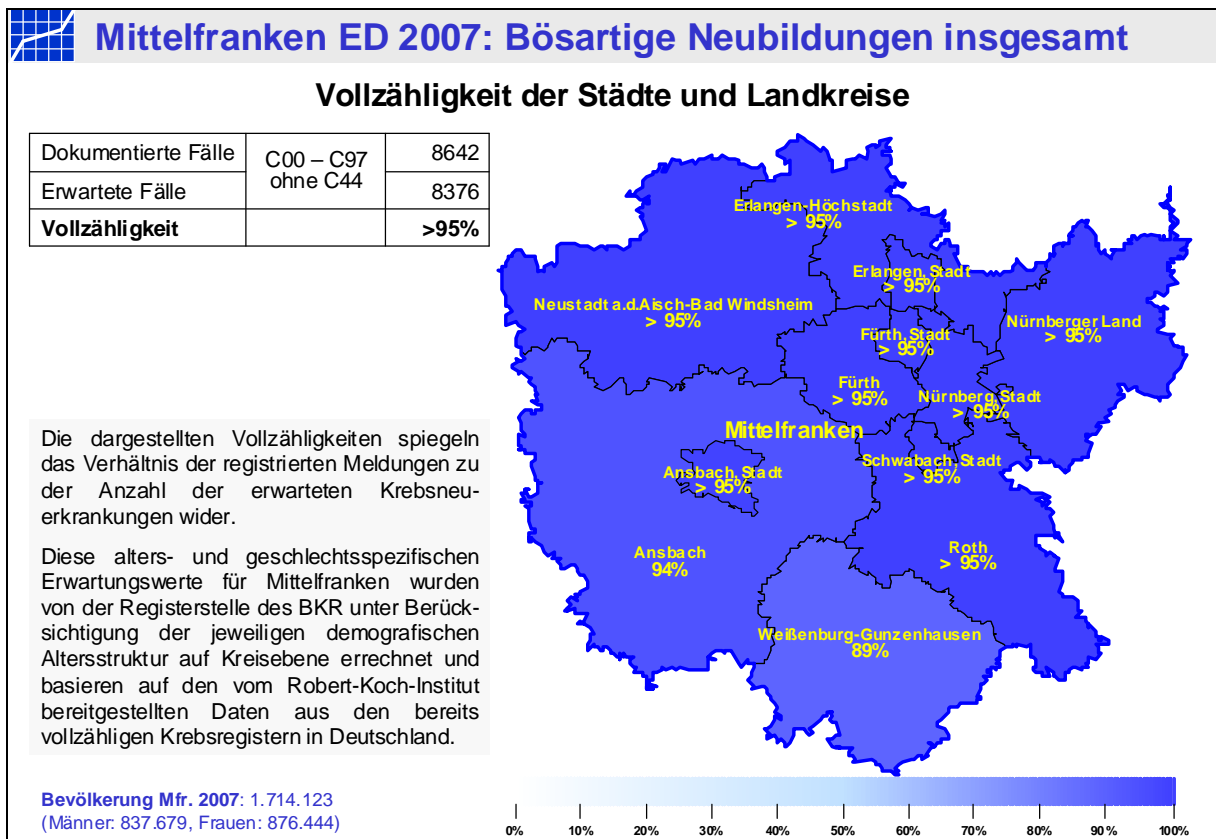 Mittelfranken ED 2007: Bösartige Neubildungen insgesamt
Vollzähligkeit der Städte und Landkreise
Dokumentierte Fälle C00 – C97 ohne C44 8642
Erwartete Fälle 8376
Vollzähligkeit >95%
Die dargestellten Vollzähligkeiten spiegeln
das Verhältnis der registrierten Meldungen zu
der Anzahl der erwarteten Krebsneu-
erkrankungen wider.
Diese alters- und geschlechtsspezifischen
Erwartungswerte für Mittelfranken wurden
von der Registerstelle des BKR unter Berück-
sichtigung der jeweiligen demografischen
Altersstruktur auf Kreisebene errechnet und
basieren auf den vom Robert-Koch-Institut
bereitgestellten Daten aus den bereits
vollzähligen Krebsregistern in Deutschland.
Bevölkerung Mfr. 2007: 1.714.123
(Männer: 837.679, Frauen: 876.444)
Erlangen-Höchstadt
> 95%
Erlangen, Stadt
> 95%
Neustadt a.d.Aisch-Bad Windsheim
> 95%
Nürnberger Land
> 95%
Fürth, Stadt
> 95%
Fürth
> 95%
Nürnberg, Stadt
> 95%
Mittelfranken
Ansbach, Stadt
> 95%
Schwabach, Stadt
> 95%
Ansbach
94%
Roth
> 95%
Weißenburg-Gunzenhausen
89%
0% 10% 20% 30% 40% 50% 60% 70% 80% 90% 100%